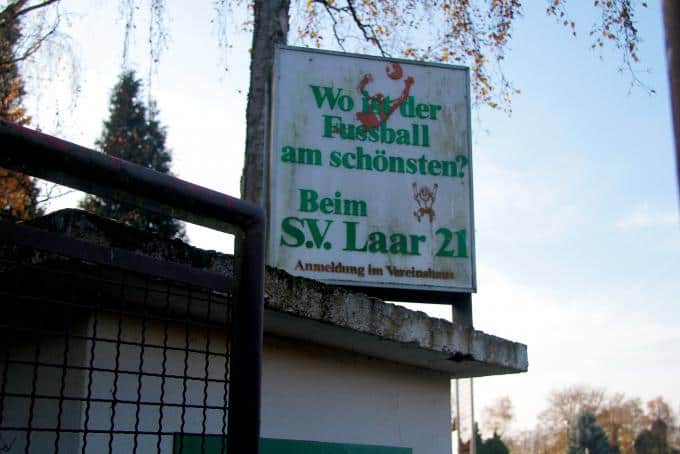 Wo ist der
Fussball
am schönsten?
Beim
S.V. Laar 21
Anmeldung im Vereinshaus